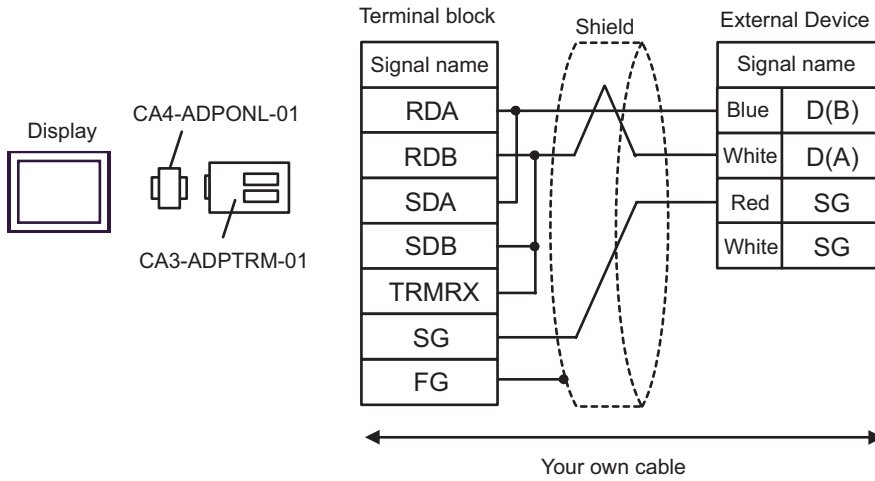 Terminal block
Shield
External Device
Signal name
Signal name
RDA
Blue D(B)
RDB
White D(A)
SDA
Red SG
SDB
White SG
TRMRX
SG
FG
Display
CA4-ADPONL-01
CA3-ADPTRM-01
Your own cable